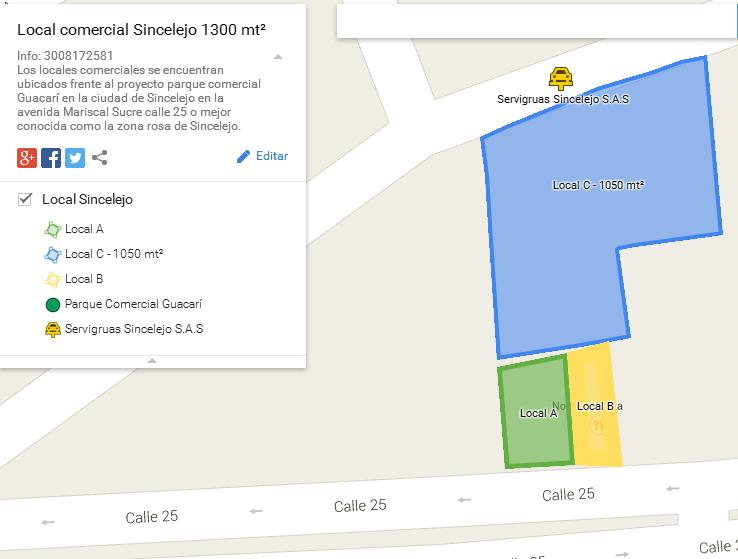 Local comercial Sincelejo 1300 mt²
Info: 3008172581
Los locales comerciales se encuentran
ubicados frente al proyecto parque comercial
Guacarí en la ciudad de Sincelejo en la
avenida Mariscal Sucre calle 25 o mejor
conocida como la zona rosa de Sincelejo.
Editar
Local Sincelejo
Local A
Local C - 1050 mt²
Local B
Parque Comercial Guacarí
Servigruas Sincelejo S.A.S
Servigruas Sincelejo S.A.S
Local C - 1050 mt²
Local A
Local B
Calle 25
Calle 25
Calle 25